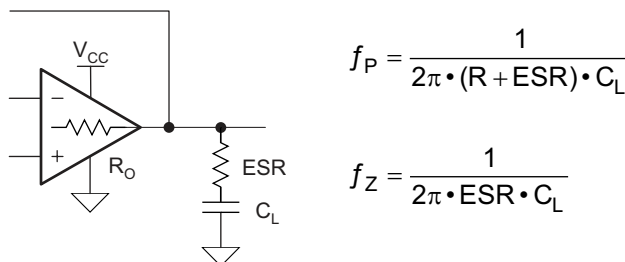 V_CC
−
+
R_O
ESR
C_L
f_P = 1 / (2π•(R+ESR)•C_L)
f_Z = 1 / (2π•ESR•C_L)